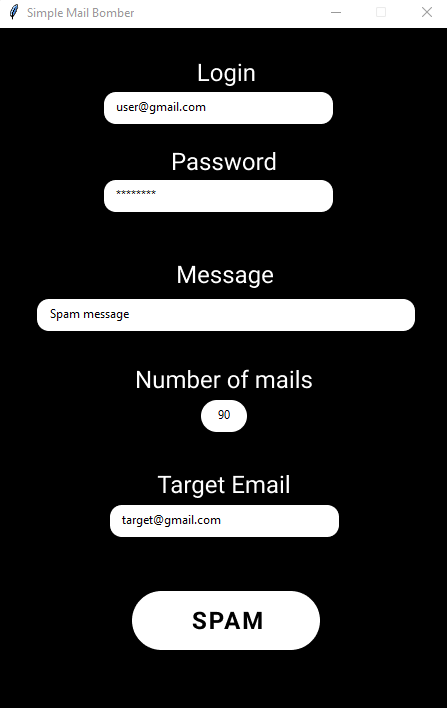 Simple Mail Bomber
Login
user@gmail.com
Password
********
Message
Spam message
Number of mails
90
Target Email
target@gmail.com
SPAM